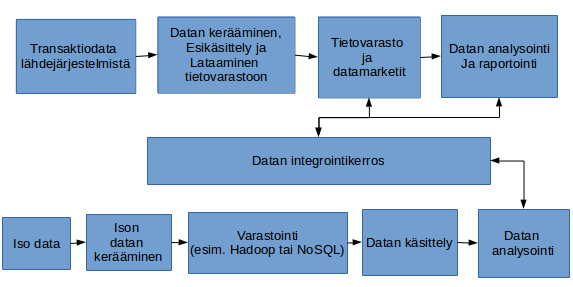 Transaktiodata
lähdejärjestelmistä
Datan kerääminen,
Esikäsittely ja
Lataaminen
tietovarastoon
Tietovarasto
ja
datamarketit
Datan analysointi
Ja raportointi
Datan integrointikerros
Iso data
Ison
datan
kerääminen
Varastointi
(esim. Hadoop tai NoSQL)
Datan käsittely
Datan
analysointi